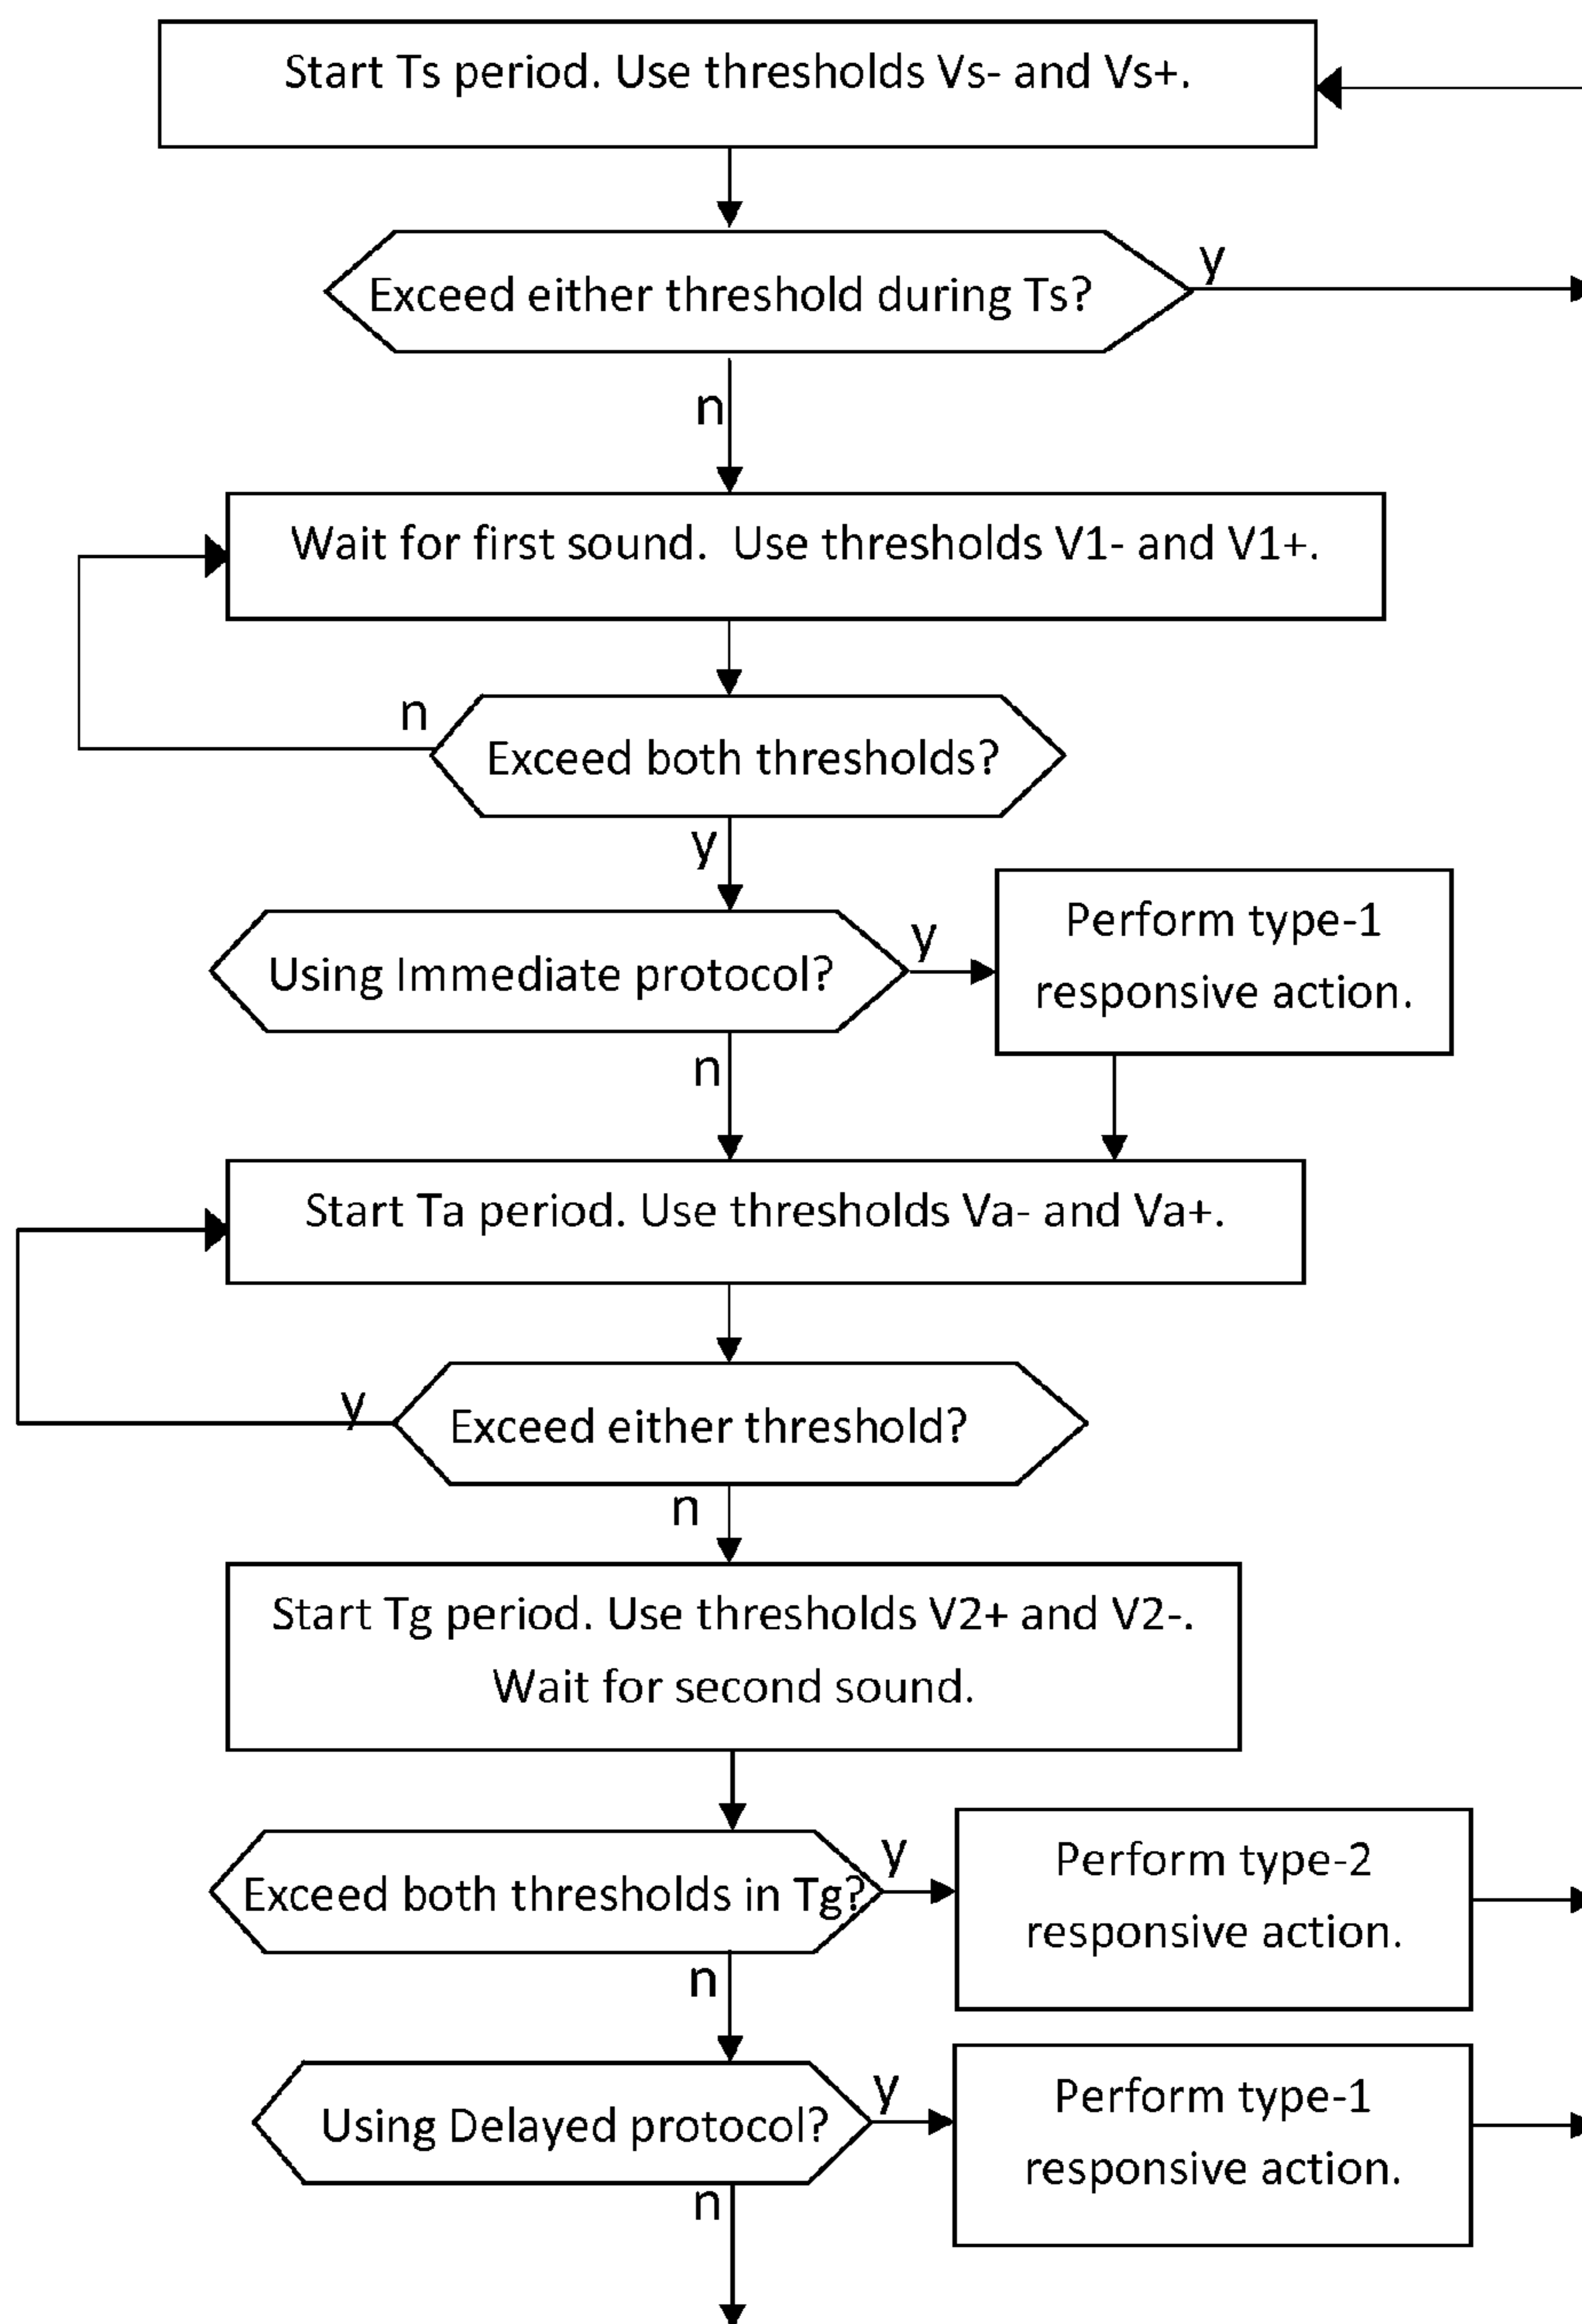 Start Ts period. Use thresholds Vs- and Vs+.
Exceed either threshold during Ts?
y
n
Wait for first sound.  Use thresholds V1- and V1+.
n
Exceed both thresholds?
y
Using Immediate protocol?
y
Perform type-1
responsive action.
n
Start Ta period. Use thresholds Va- and Va+.
y
Exceed either threshold?
n
Start Tg period. Use thresholds V2+ and V2-.
Wait for second sound.
Exceed both thresholds in Tg?
y
Perform type-2
responsive action.
n
Using Delayed protocol?
y
Perform type-1
responsive action.
n